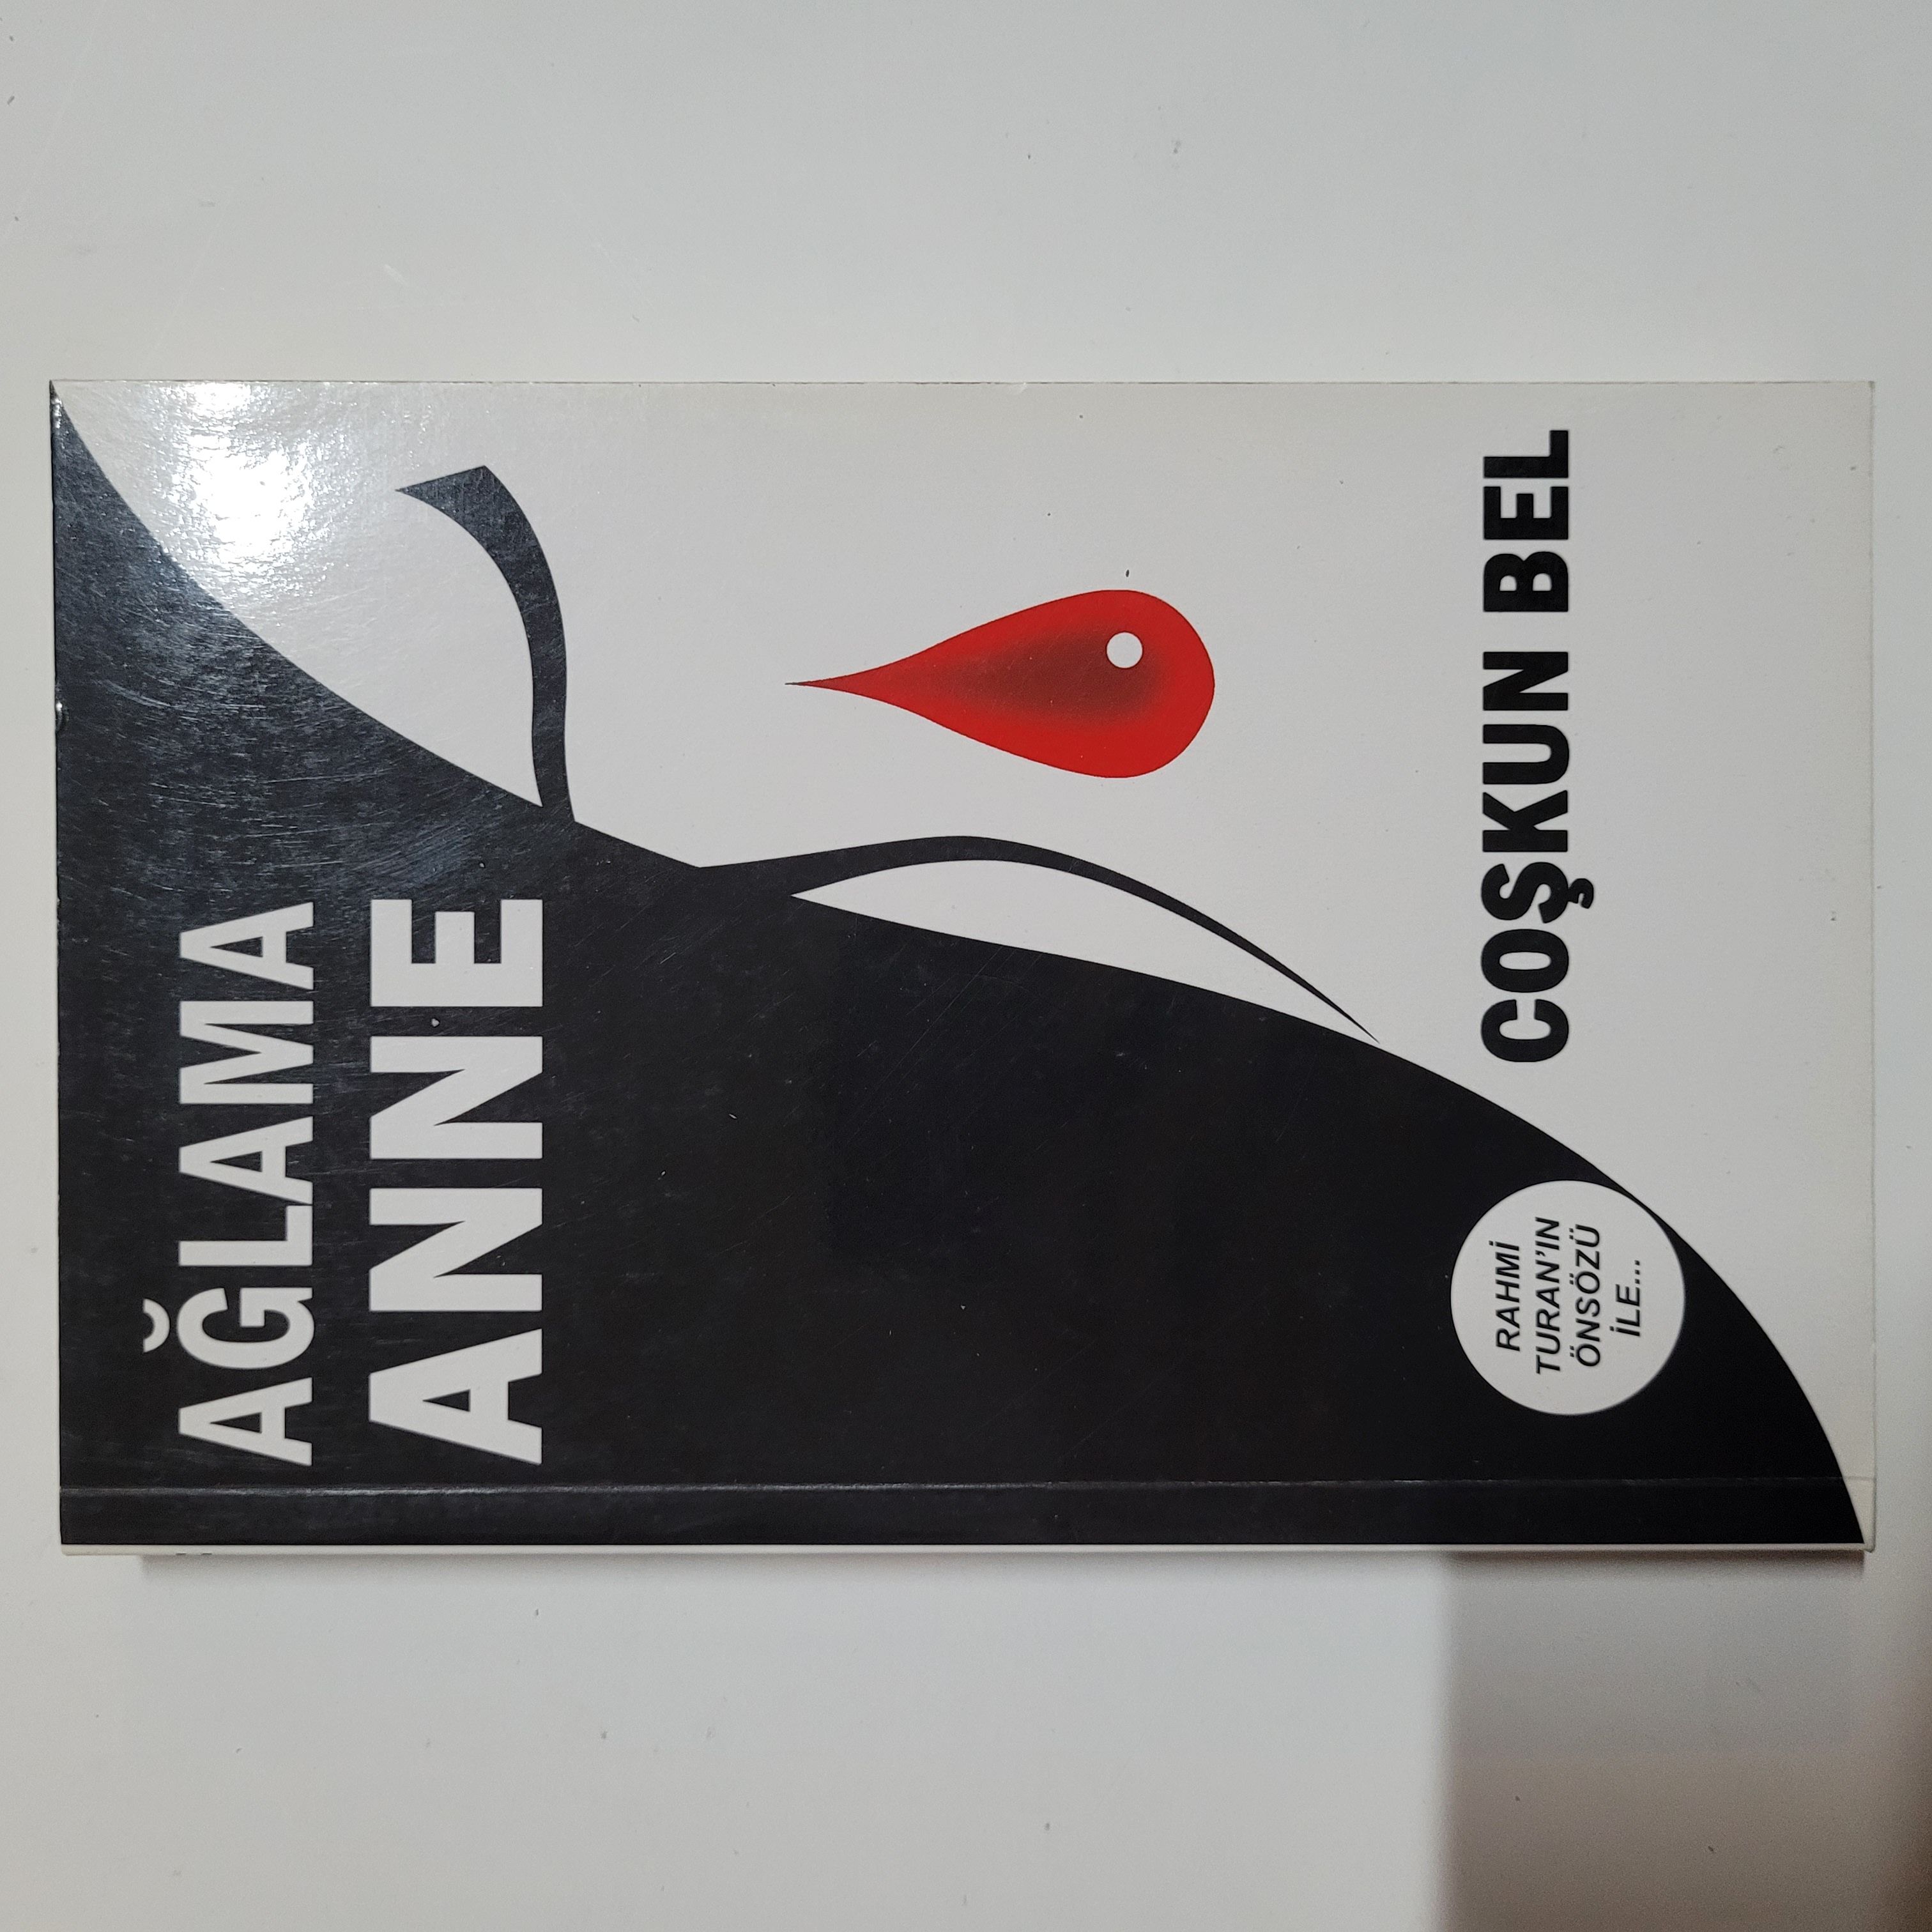 AĞLAMA
ANNE
COŞKUN BEL
RAHMİ
TURAN'IN
ÖNSÖZÜ
İLE...